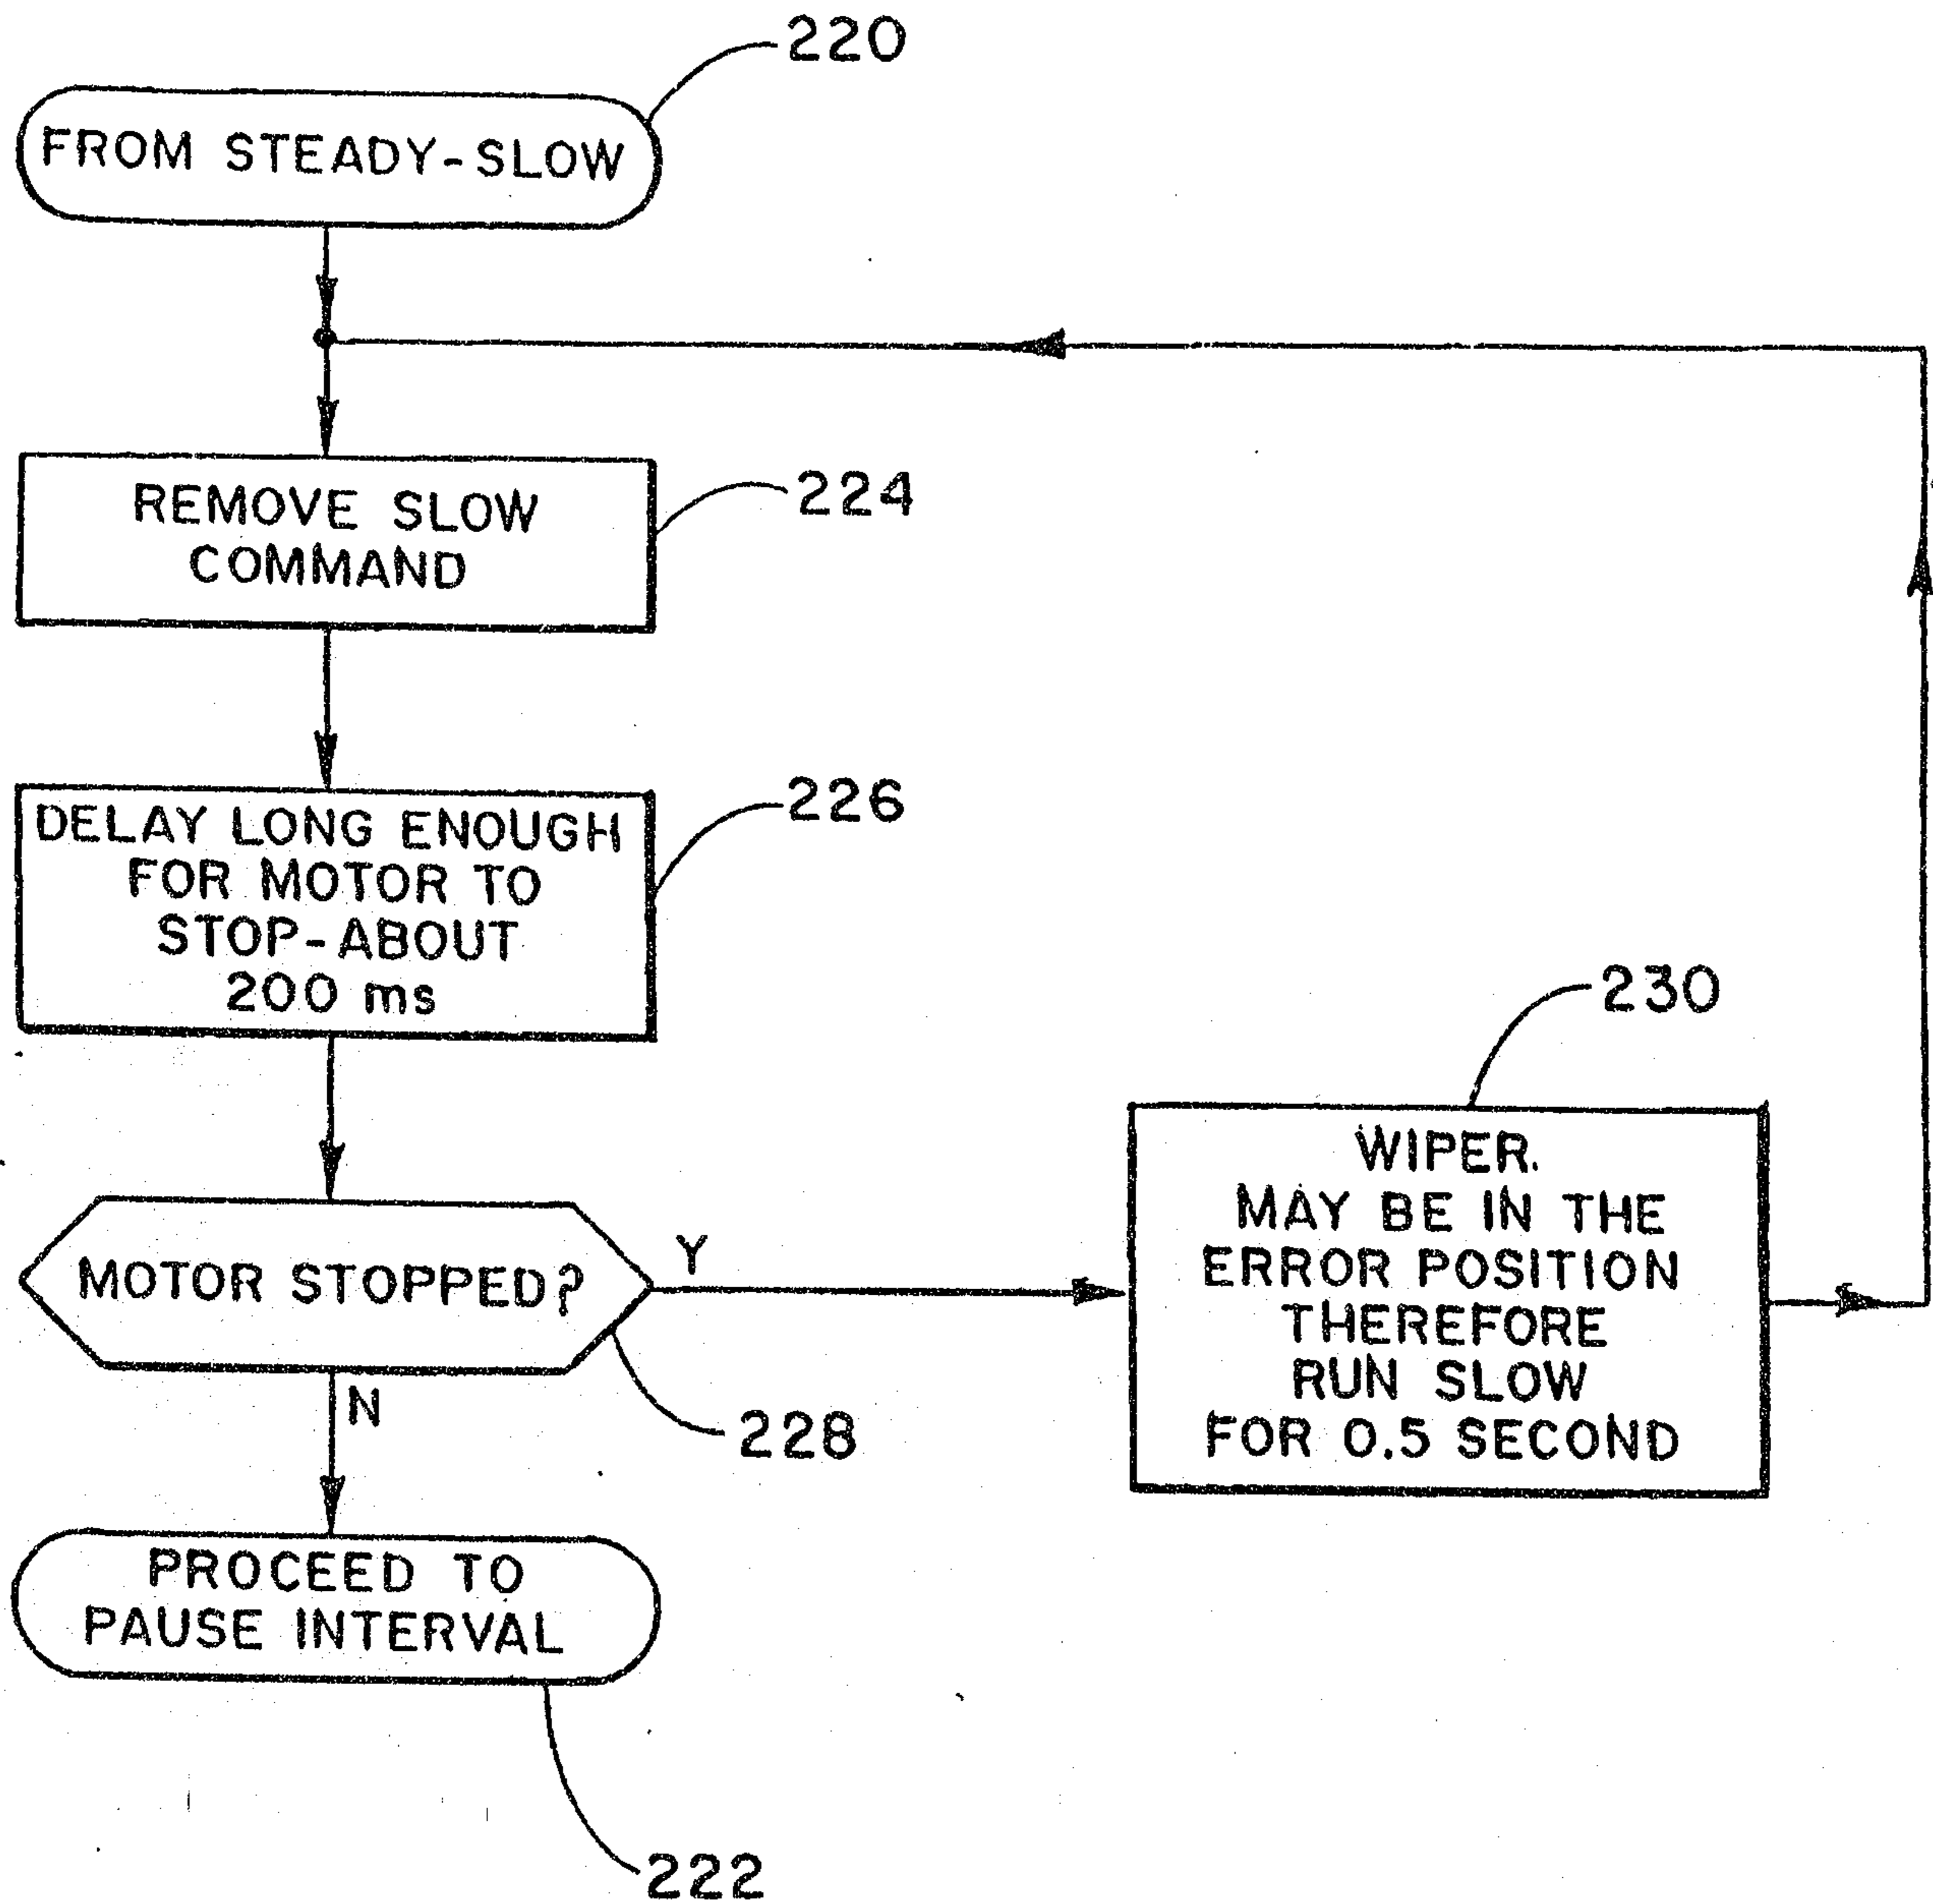 220
FROM STEADY-SLOW
REMOVE SLOW
COMMAND
224
DELAY LONG ENOUGH
FOR MOTOR TO
STOP-ABOUT
200 ms
226
230
WIPER.
MAY BE IN THE
ERROR POSITION
THEREFORE
RUN SLOW
FOR 0.5 SECOND
MOTOR STOPPED?
Y
N
228
PROCEED TO
PAUSE INTERVAL
222